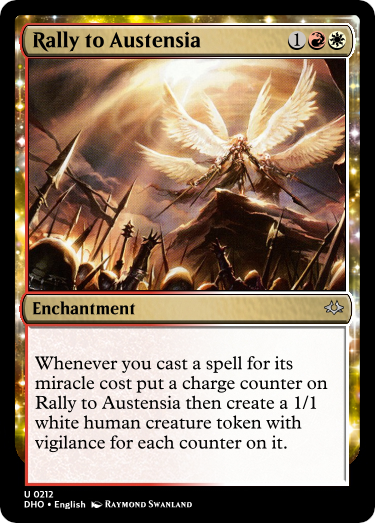 Rally to Austensia 1
Enchantment
Whenever you cast a spell for its
miracle cost put a charge counter on
Rally to Austensia then create a 1/1
white human creature token with
vigilance for each counter on it.
U 0212
DHO • English RAYMOND SWANLAND